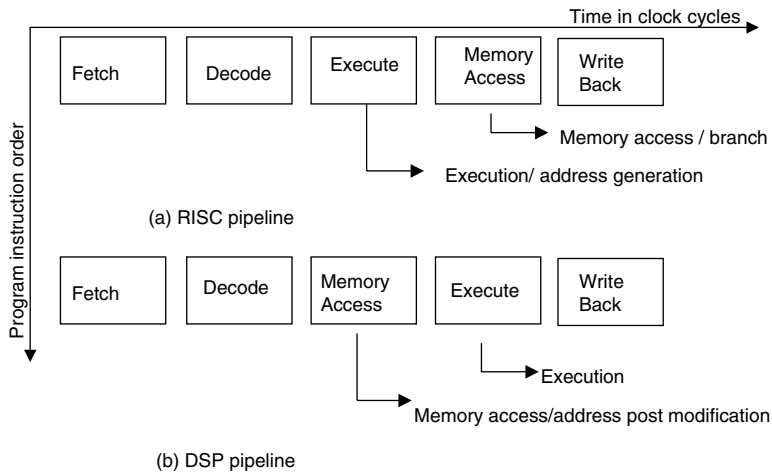 Time in clock cycles
Program instruction order
Fetch
Decode
Execute
Memory
Access
Write
Back
Memory access / branch
Execution/ address generation
(a) RISC pipeline
Fetch
Decode
Memory
Access
Execute
Write
Back
Execution
Memory access/address post modification
(b) DSP pipeline